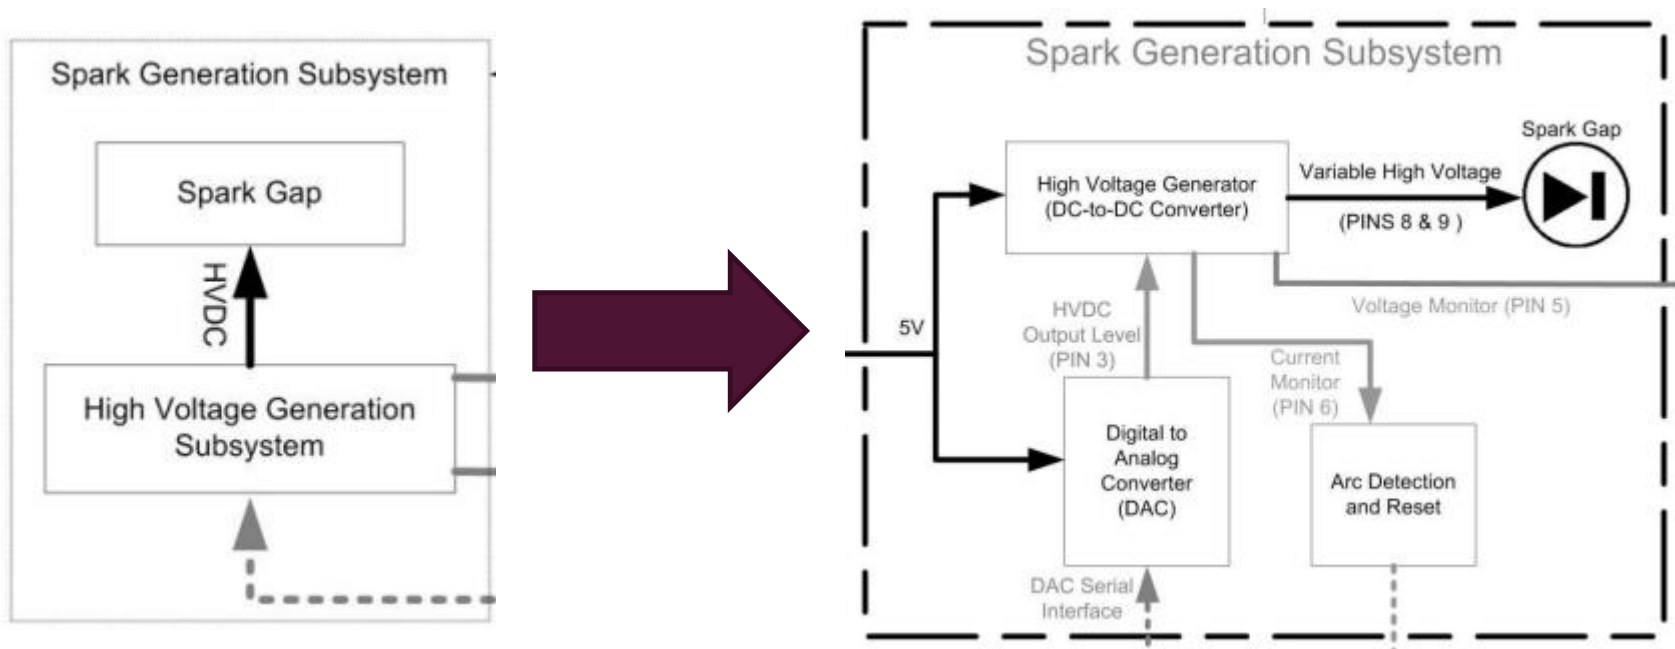 Spark Generation Subsystem
Spark Gap
HVDC
High Voltage Generation
Subsystem
Spark Generation Subsystem
Spark Gap
High Voltage Generator
(DC-to-DC Converter)
Variable High Voltage
(PINS 8 & 9 )
5V
HVDC
Output Level
(PIN 3)
Voltage Monitor (PIN 5)
Current
Monitor
(PIN 6)
Digital to
Analog
Converter
(DAC)
Arc Detection
and Reset
DAC Serial
Interface